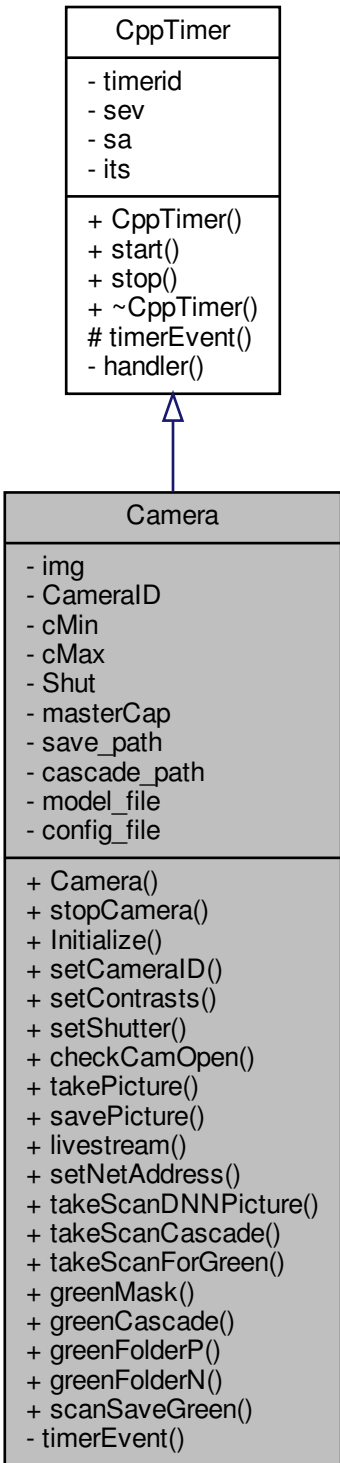 CppTimer
- timerid
- sev
- sa
- its
+ CppTimer()
+ start()
+ stop()
+ ~CppTimer()
# timerEvent()
- handler()
Camera
- img
- CameraID
- cMin
- cMax
- Shut
- masterCap
- save_path
- cascade_path
- model_file
- config_file
+ Camera()
+ stopCamera()
+ Initialize()
+ setCameraID()
+ setContrasts()
+ setShutter()
+ checkCamOpen()
+ takePicture()
+ savePicture()
+ livestream()
+ setNetAddress()
+ takeScanDNNPicture()
+ takeScanCascade()
+ takeScanForGreen()
+ greenMask()
+ greenCascade()
+ greenFolderP()
+ greenFolderN()
+ scanSaveGreen()
- timerEvent()